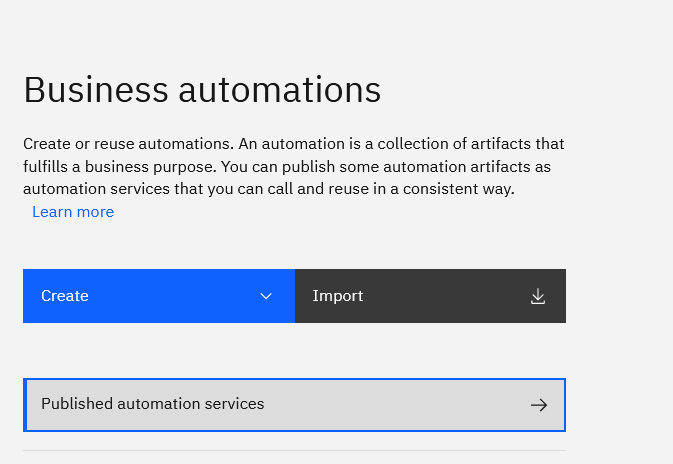 Business automations
Create or reuse automations. An automation is a collection of artifacts that
fulfills a business purpose. You can publish some automation artifacts as
automation services that you can call and reuse in a consistent way.
Learn more
Create
Import
Published automation services